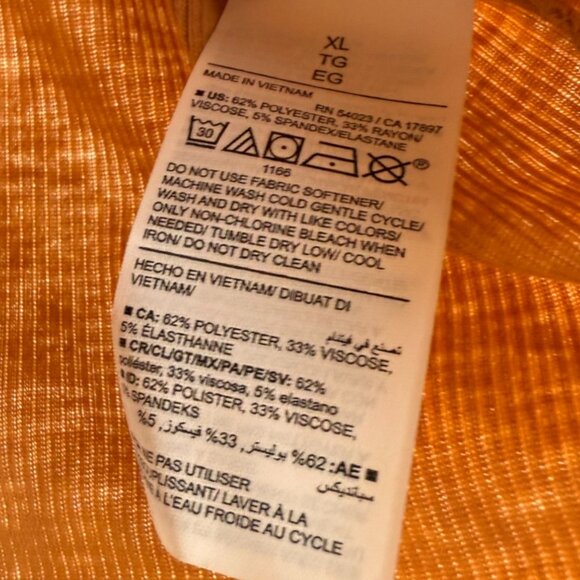 XL
TG
EG
MADE IN VIETNAM
RN 54023 / CA 17897
■ US: 62% POLYESTER, 33% RAYON/
VISCOSE, 5% SPANDEX/ELASTANE
30
®
1166
DO NOT USE FABRIC SOFTENER/
MACHINE WASH COLD GENTLE CYCLE/
WASH AND DRY WITH LIKE COLORS/
ONLY NON-CHLORINE BLEACH WHEN
NEEDED/ TUMBLE DRY LOW/ COOL
IRON/ DO NOT DRY CLEAN
HECHO EN VIETNAM/ DIBUAT DI
VIETNAM/
تصنع في فيتنام
■ CA: 62% POLYESTER, 33% VISCOSE,
5% ÉLASTHANNE
■ CR/CL/GT/MX/PA/PE/SV: 62%
poliéster, 33% viscosa, 5% elastano
■ ID: 62% POLISTER, 33% VISCOSE,
SPANDEKS
■ AE: 62% بوليستر, 33% فيسكوز, 5%
سباندیکس
NE PAS UTILISER
LAVER À LA
À L'EAU FROIDE AU CYCLE